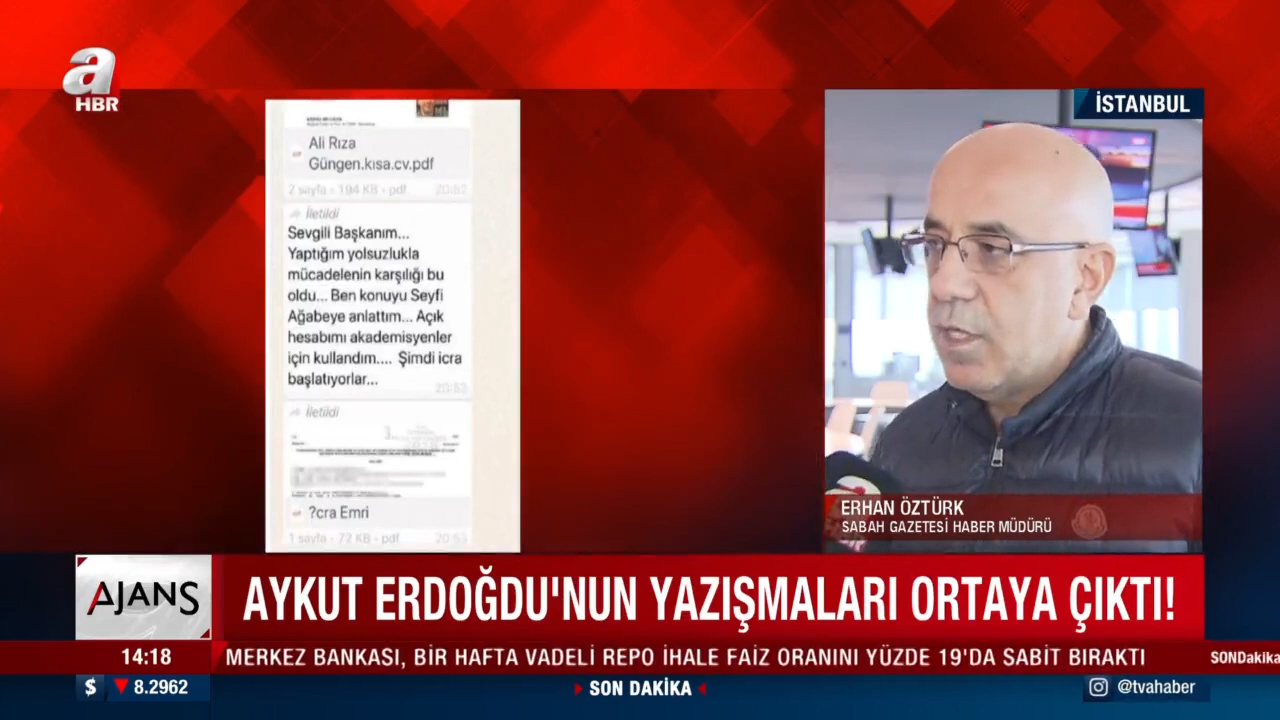 a
HBR
İSTANBUL
Ali Rıza
Güngen.kısa.cv.pdf
2 sayfa • 194 KB • pdf 20:52
İletildi
Sevgili Başkanım...
Yaptığım yolsuzlukla
mücadelenin karşılığı bu
oldu... Ben konuyu Seyfi
Ağabeye anlattım... Açık
hesabımı akademisyenler
için kullandım.... Şimdi icra
başlatıyorlar...
20:53
İletildi
?cra Emri
1 sayfa • 72 KB • pdf 20:53
ERHAN ÖZTÜRK
SABAH GAZETESİ HABER MÜDÜRÜ
AJANS
AYKUT ERDOĞDU'NUN YAZIŞMALARI ORTAYA ÇIKTI!
14:18 MERKEZ BANKASI, BİR HAFTA VADELİ REPO İHALE FAİZ ORANINI YÜZDE 19'DA SABİT BIRAKTI SONDakika
$ 8.2962 SON DAKİKA @tvahaber